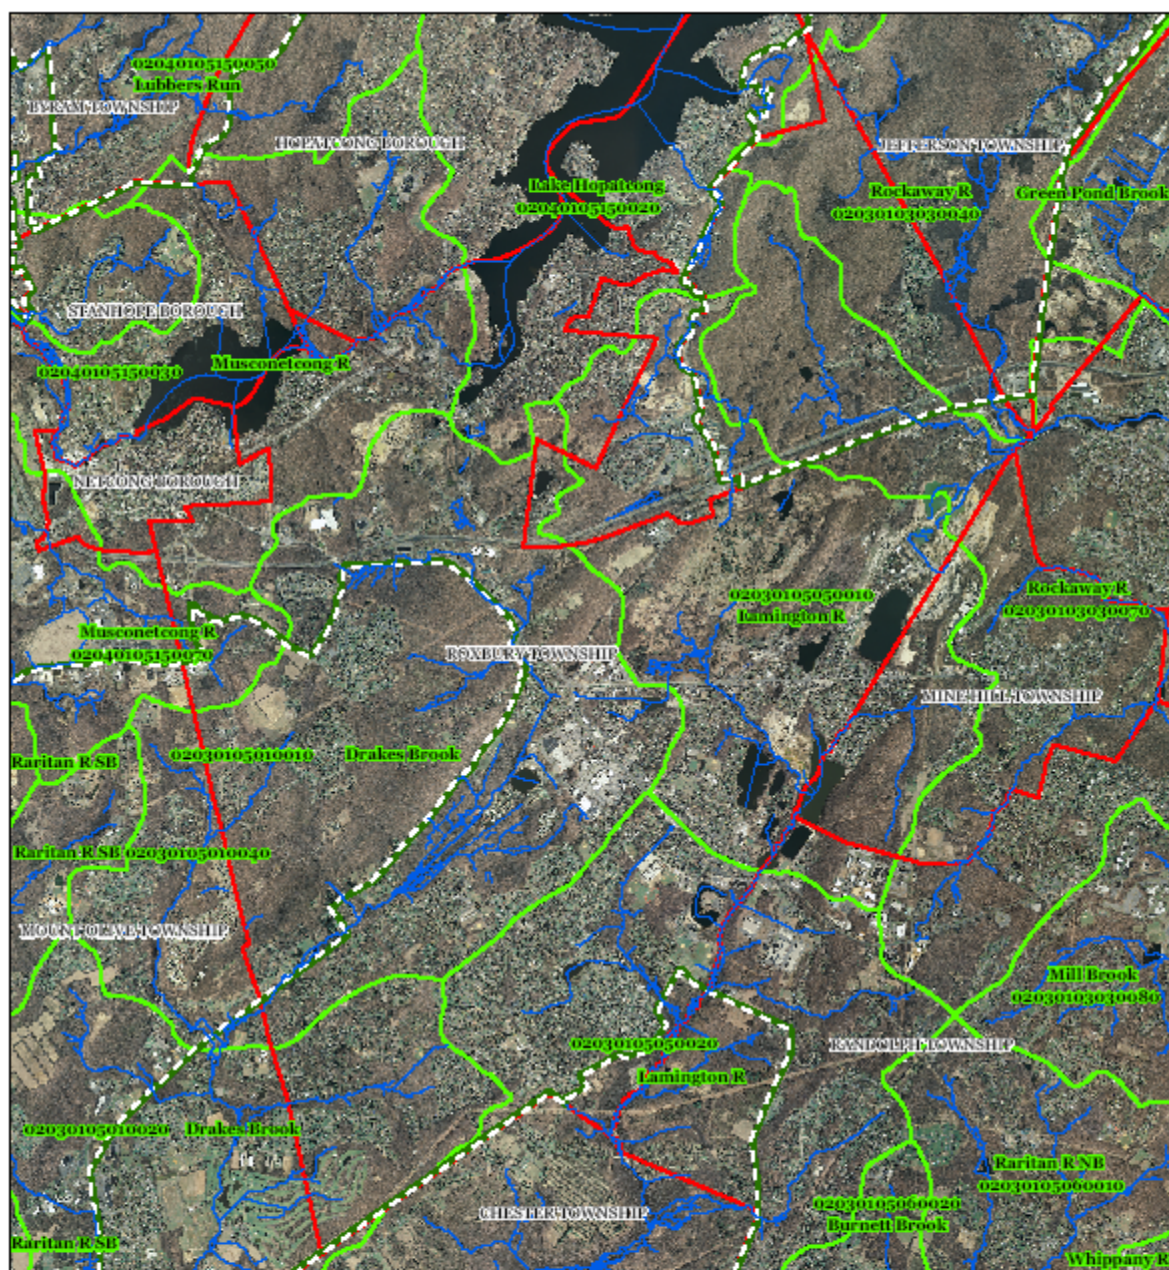 02040105150050
Lubbers Run
BYRAM TOWNSHIP
HOPATCONG BOROUGH
JEFFERSON TOWNSHIP
Lake Hopatcong
02040105150020
Rockaway R
02030103030040
Green Pond Brook
STANHOPE BOROUGH
Musconetcong R
02040105150030
NETCONG BOROUGH
02030105050010
Lamington R
Rockaway R
02030103030070
Musconetcong R
02040105150070
ROXBURY TOWNSHIP
MINE HILL TOWNSHIP
Raritan R SB
02030105010010
Drakes Brook
Raritan R SB
02030105010040
MOUNT OLIVE TOWNSHIP
Mill Brook
02030103030080
02030105050020
RANDOLPH TOWNSHIP
Lamington R
02030105010020
Drakes Brook
Raritan R NB
02030105060010
02030105060020
Burnett Brook
CHESTER TOWNSHIP
Raritan R SB
Whippany R